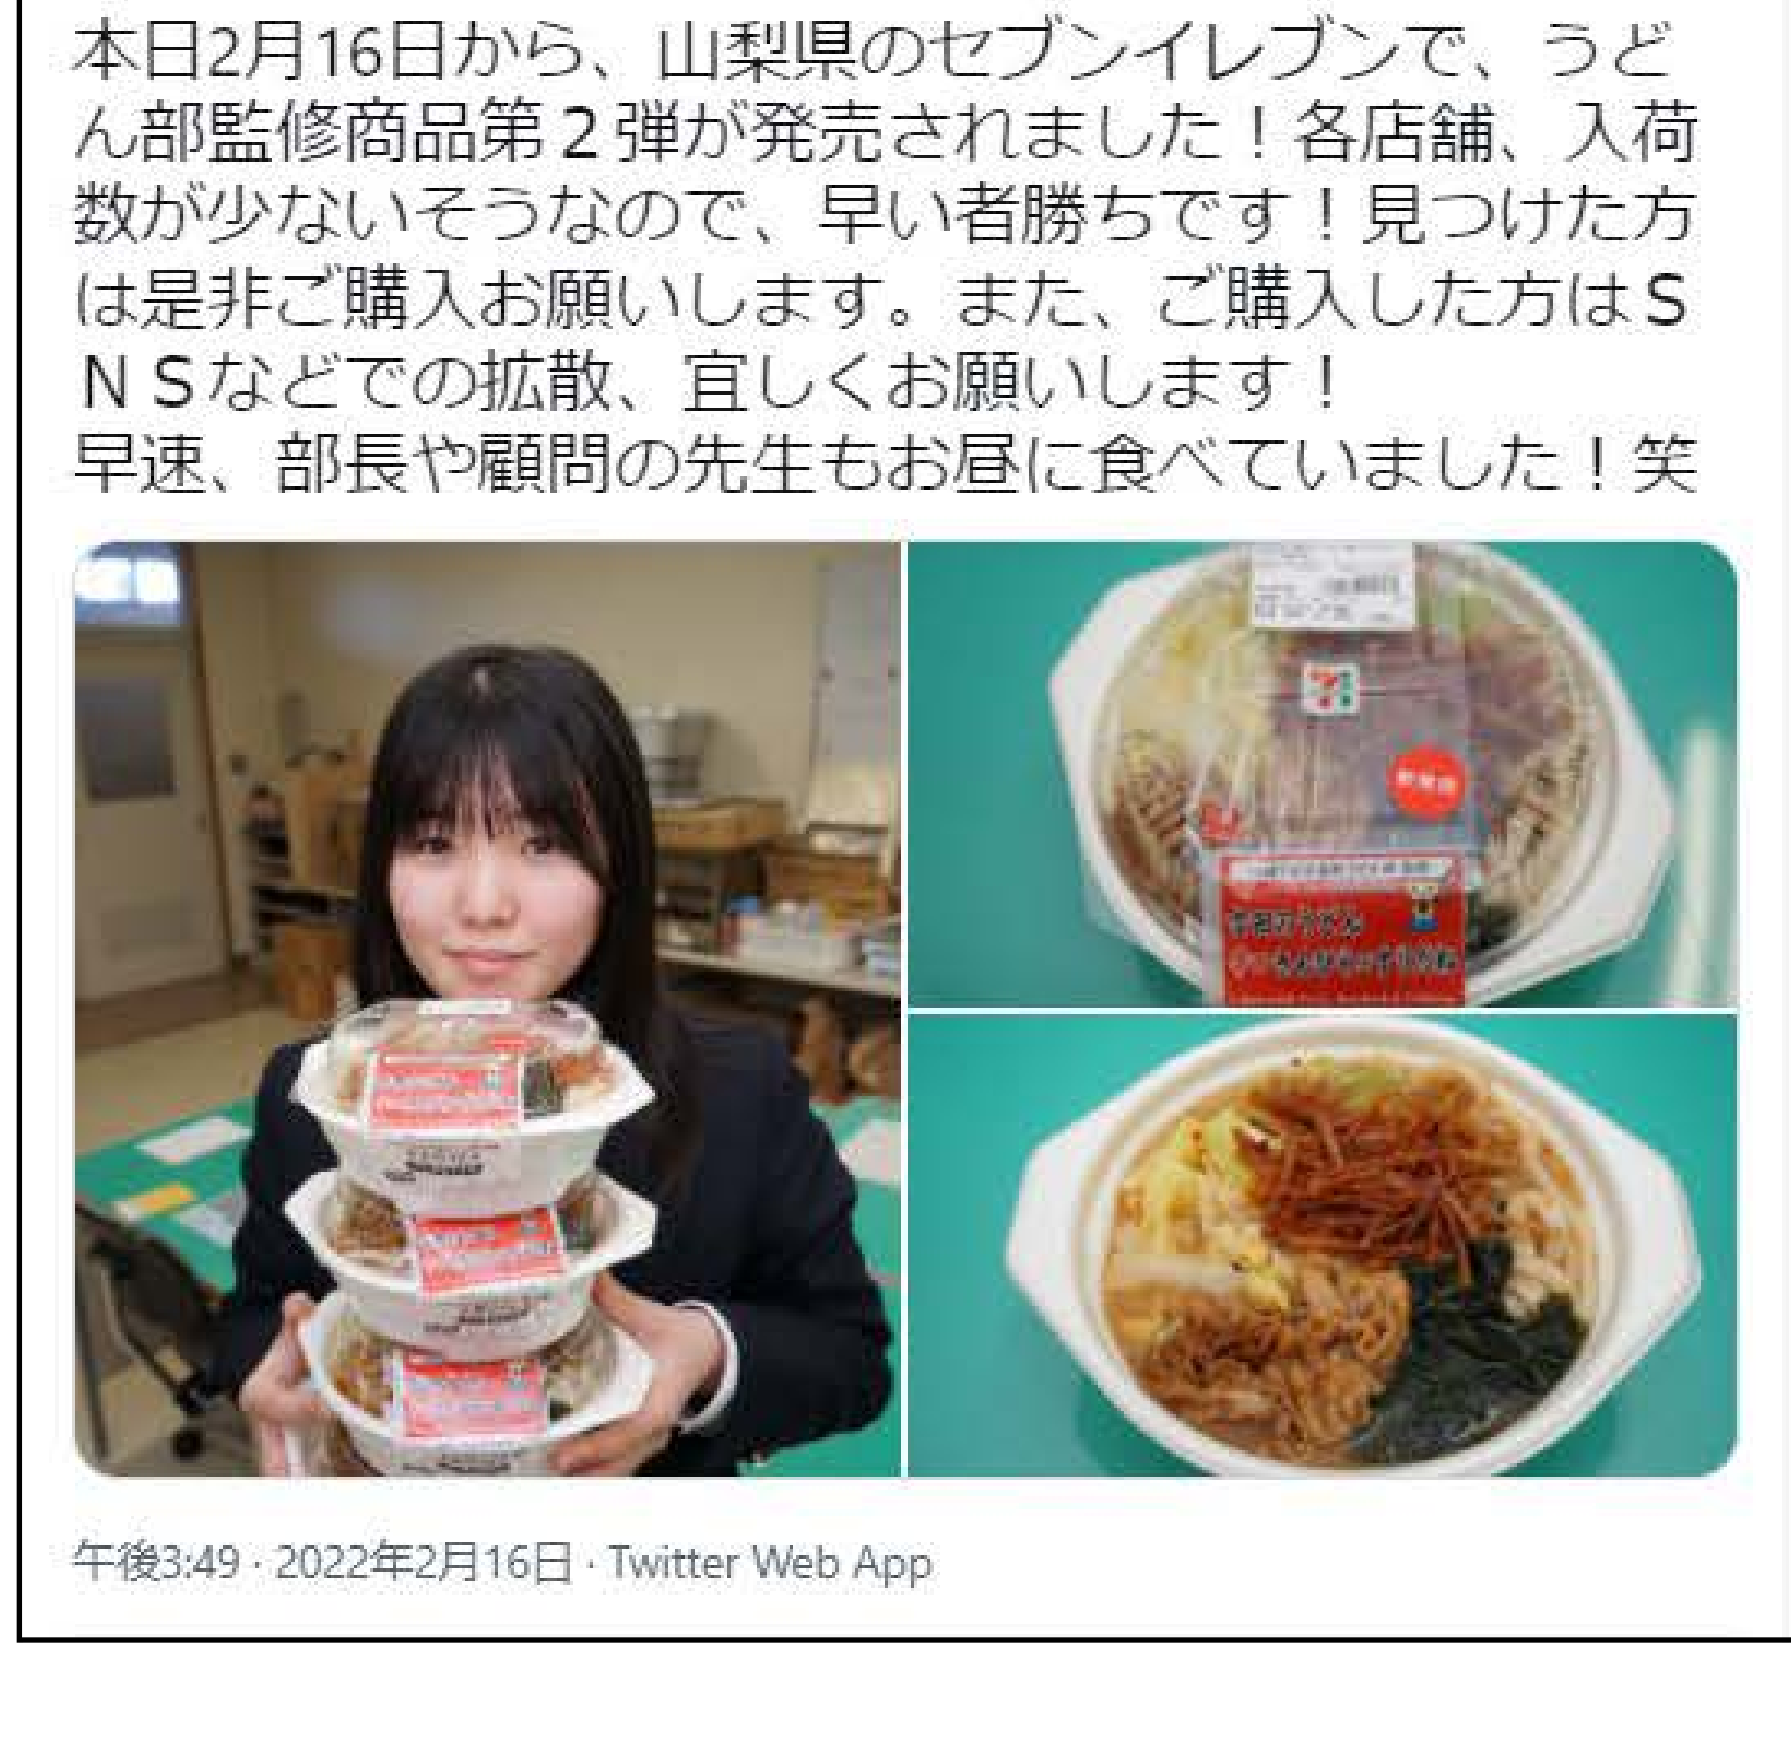 本日2月16日から、山梨県のセブンイレブンで、うど
ん部監修商品第２弾が発売されました！各店舗、入荷
数が少ないそうなので、早い者勝ちです！見つけた方
は是非ご購入お願いします。また、ご購入した方はＳ
ＮＳなどでの拡散、宜しくお願いします！
早速、部長や顧問の先生もお昼に食べていました！笑
午後3:49 · 2022年2月16日 · Twitter Web App